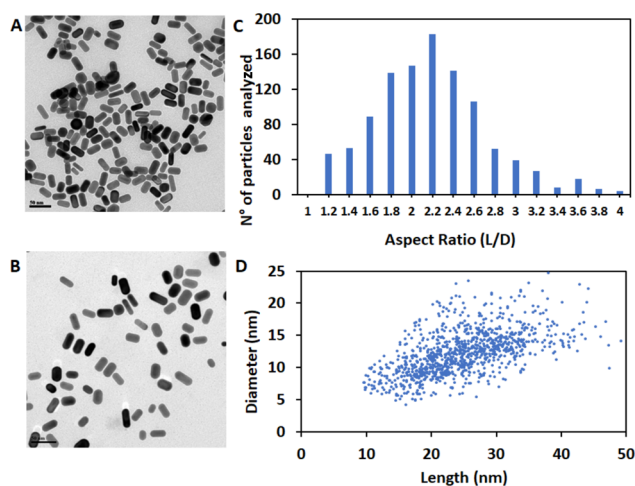 A
B
C
N° of particles analyzed
200
160
120
80
40
0
1 1.2 1.4 1.6 1.8 2 2.2 2.4 2.6 2.8 3 3.2 3.4 3.6 3.8 4
Aspect Ratio (L/D)
D
Diameter (nm)
25
20
15
10
5
0
0 10 20 30 40 50
Length (nm)